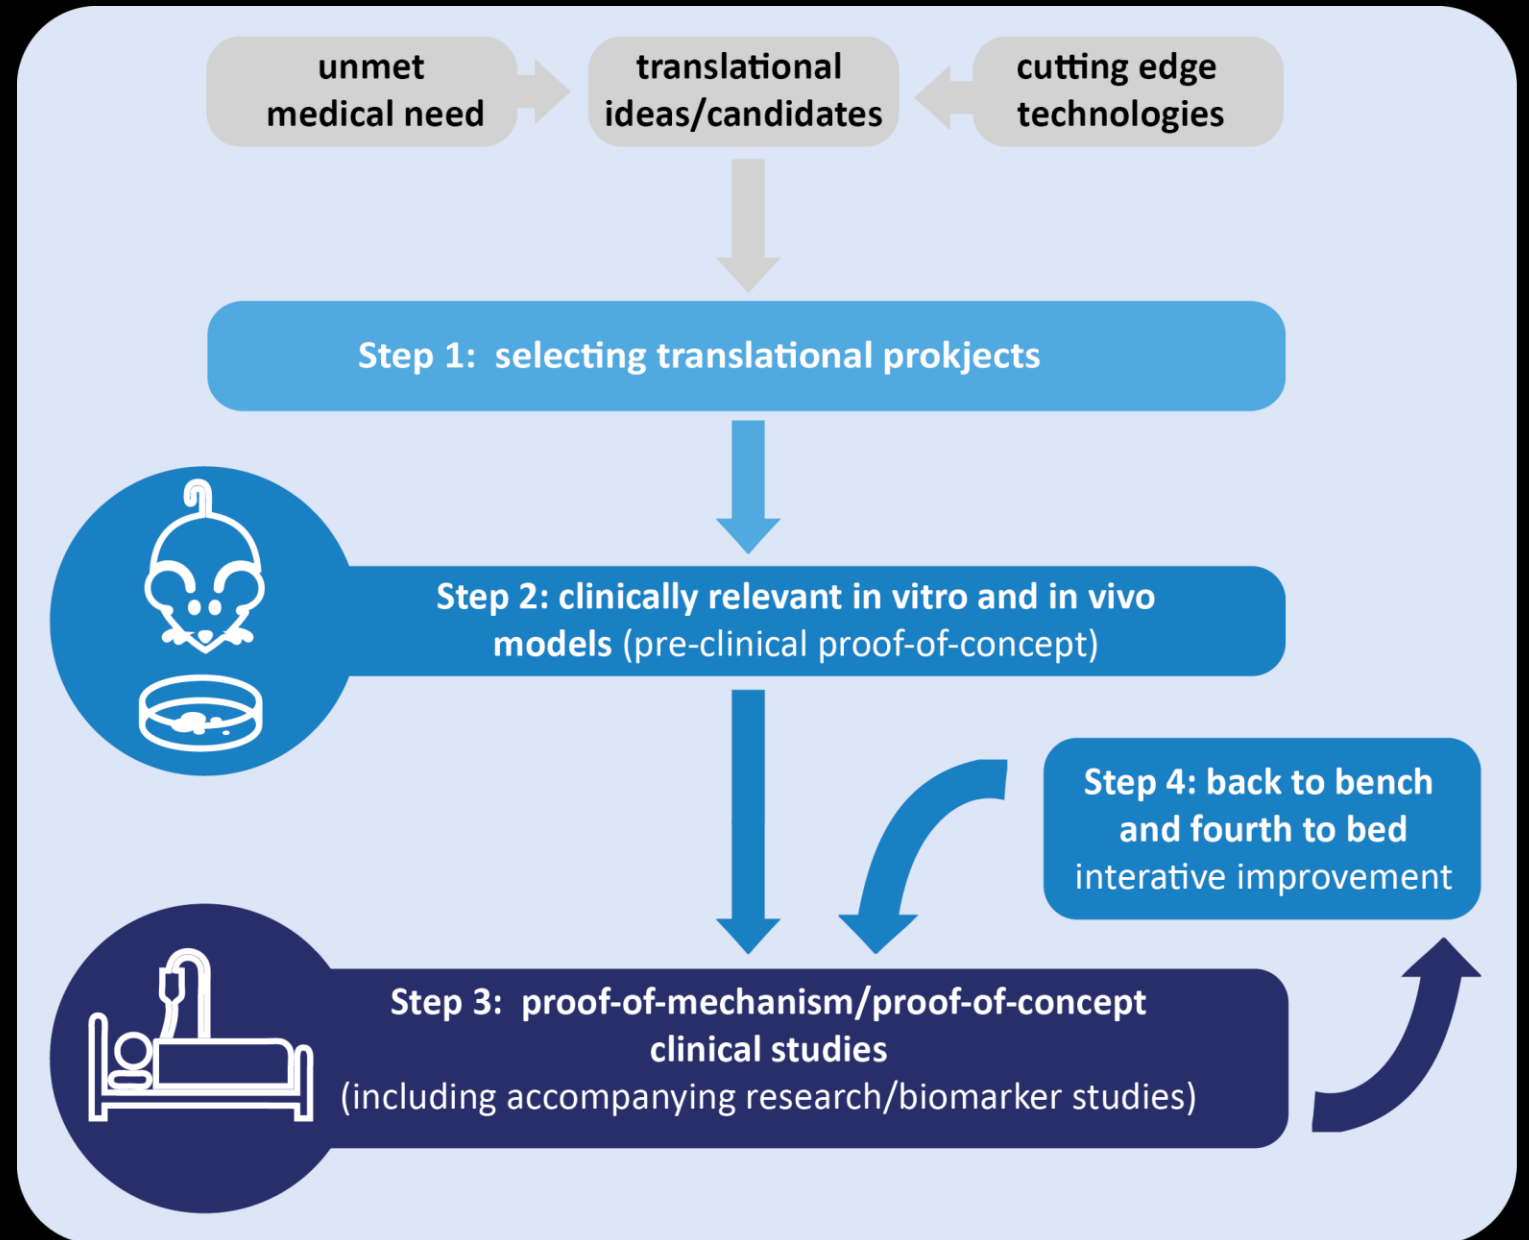 unmet
medical need
translational
ideas/candidates
cutting edge
technologies
Step 1:  selecting translational prokjects
Step 2: clinically relevant in vitro and in vivo
models (pre-clinical proof-of-concept)
Step 4: back to bench
and fourth to bed
interative improvement
Step 3:  proof-of-mechanism/proof-of-concept
clinical studies
(including accompanying research/biomarker studies)